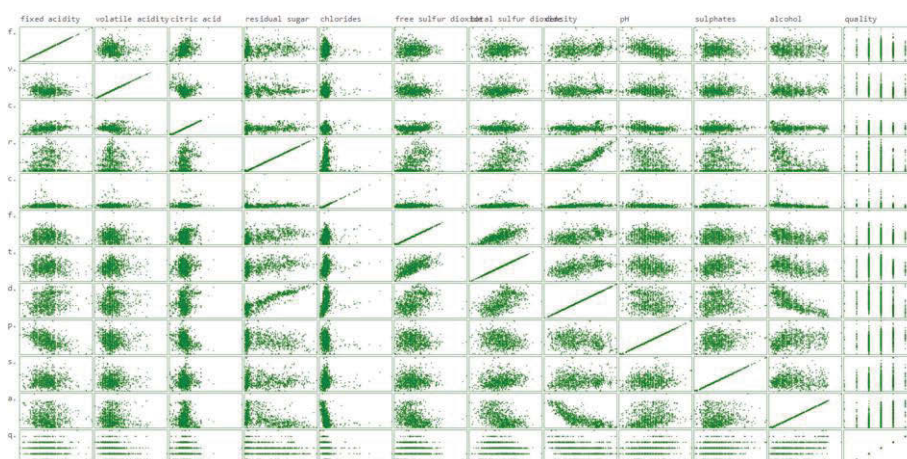 fixed acidity volatile acidity citric acid residual sugar chlorides free sulfur dioxide total sulfur dioxide density pH sulphates alcohol quality
f.
v.
c.
r.
c.
f.
t.
d.
p.
s.
a.
q.